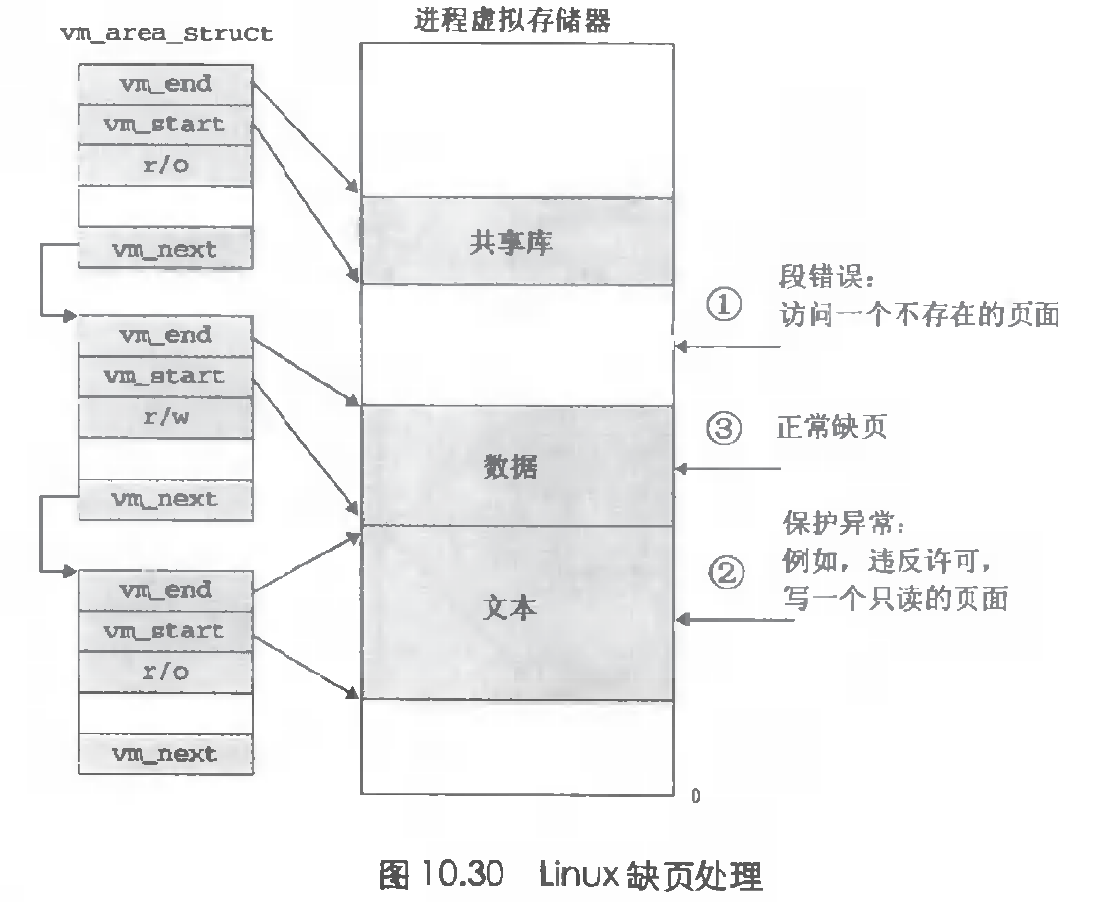 vm_area_struct
进程虚拟存储器
vm_end
vm_start
r/o
vm_next
vm_end
vm_start
r/w
vm_next
vm_end
vm_start
r/o
vm_next
共享库
数据
文本
0
① 段错误：
访问一个不存在的页面
③ 正常缺页
② 保护异常：
例如，违反许可，
写一个只读的页面
图 10.30 Linux 缺页处理